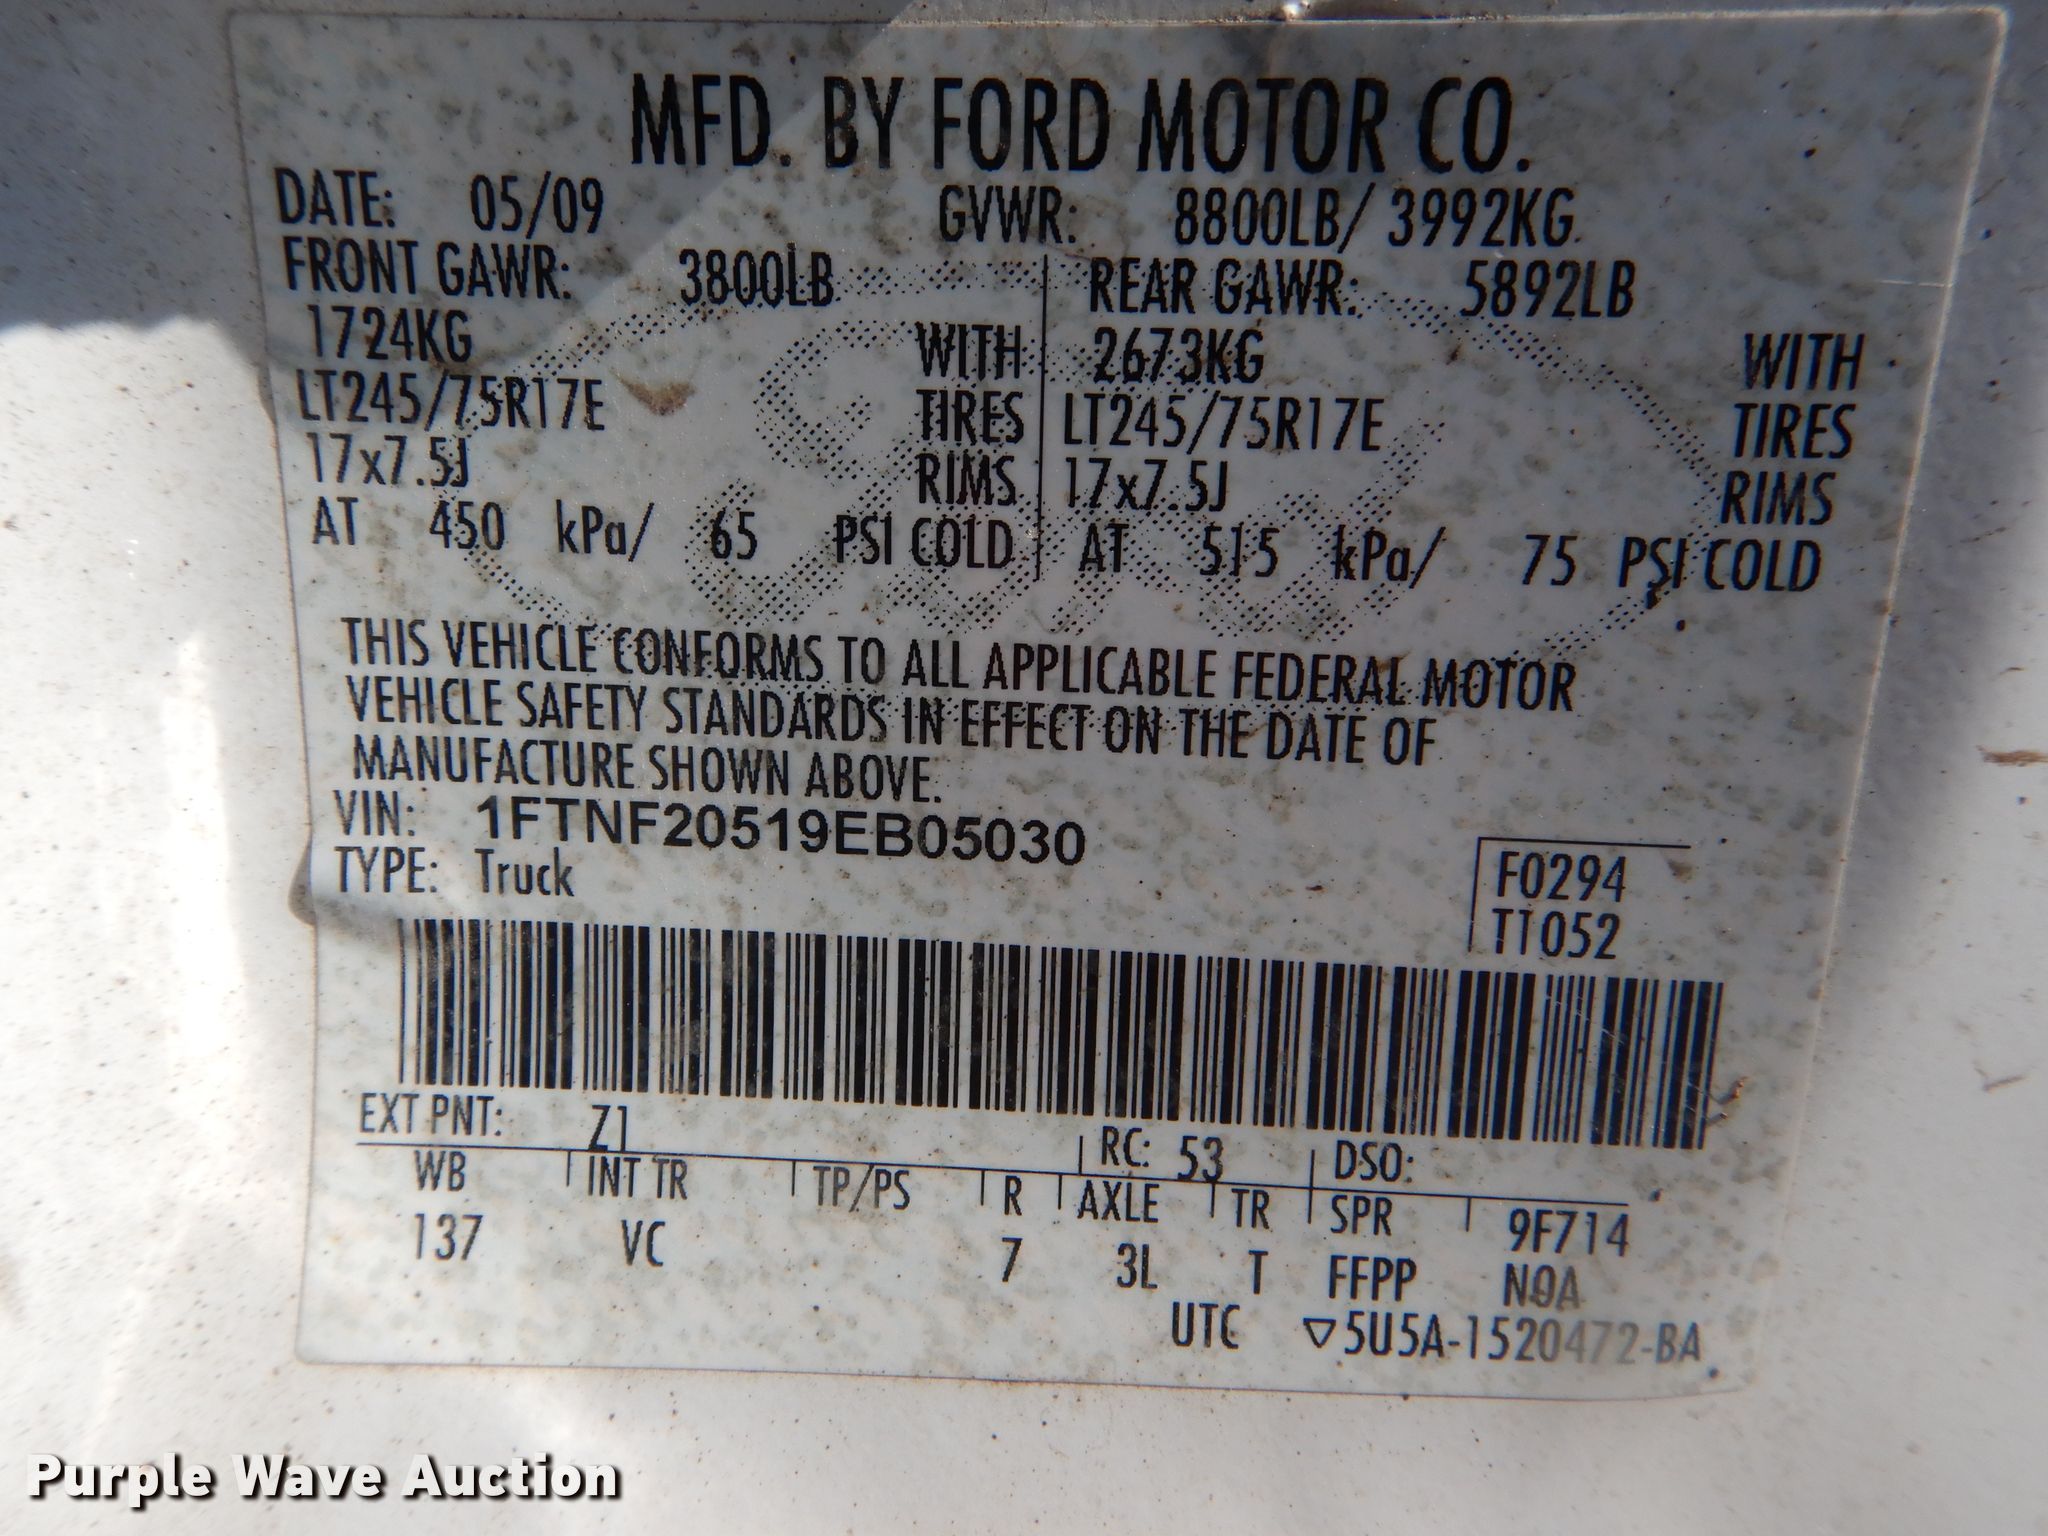 MFD. BY FORD MOTOR CO.
DATE: 05/09 GVWR: 8800LB/ 3992KG
FRONT GAWR: 3800LB REAR GAWR: 5892LB
1724KG WITH 2673KG WITH
LT245/75R17E TIRES LT245/75R17E TIRES
17x7.5J RIMS 17x7.5J RIMS
AT 450 kPa/ 65 PSI COLD AT 515 kPa/ 75 PSI COLD
THIS VEHICLE CONFORMS TO ALL APPLICABLE FEDERAL MOTOR
VEHICLE SAFETY STANDARDS IN EFFECT ON THE DATE OF
MANUFACTURE SHOWN ABOVE.
VIN: 1FTNF20519EB05030
TYPE: Truck
F0294
T1052
EXT PNT: Z1 RC: 53 DSO:
WB INT TR TP/PS R AXLE TR SPR 9F714
137 VC 7 3L T FFPP NOA
UTC ▽5U5A-1520472-BA
Purple Wave Auction